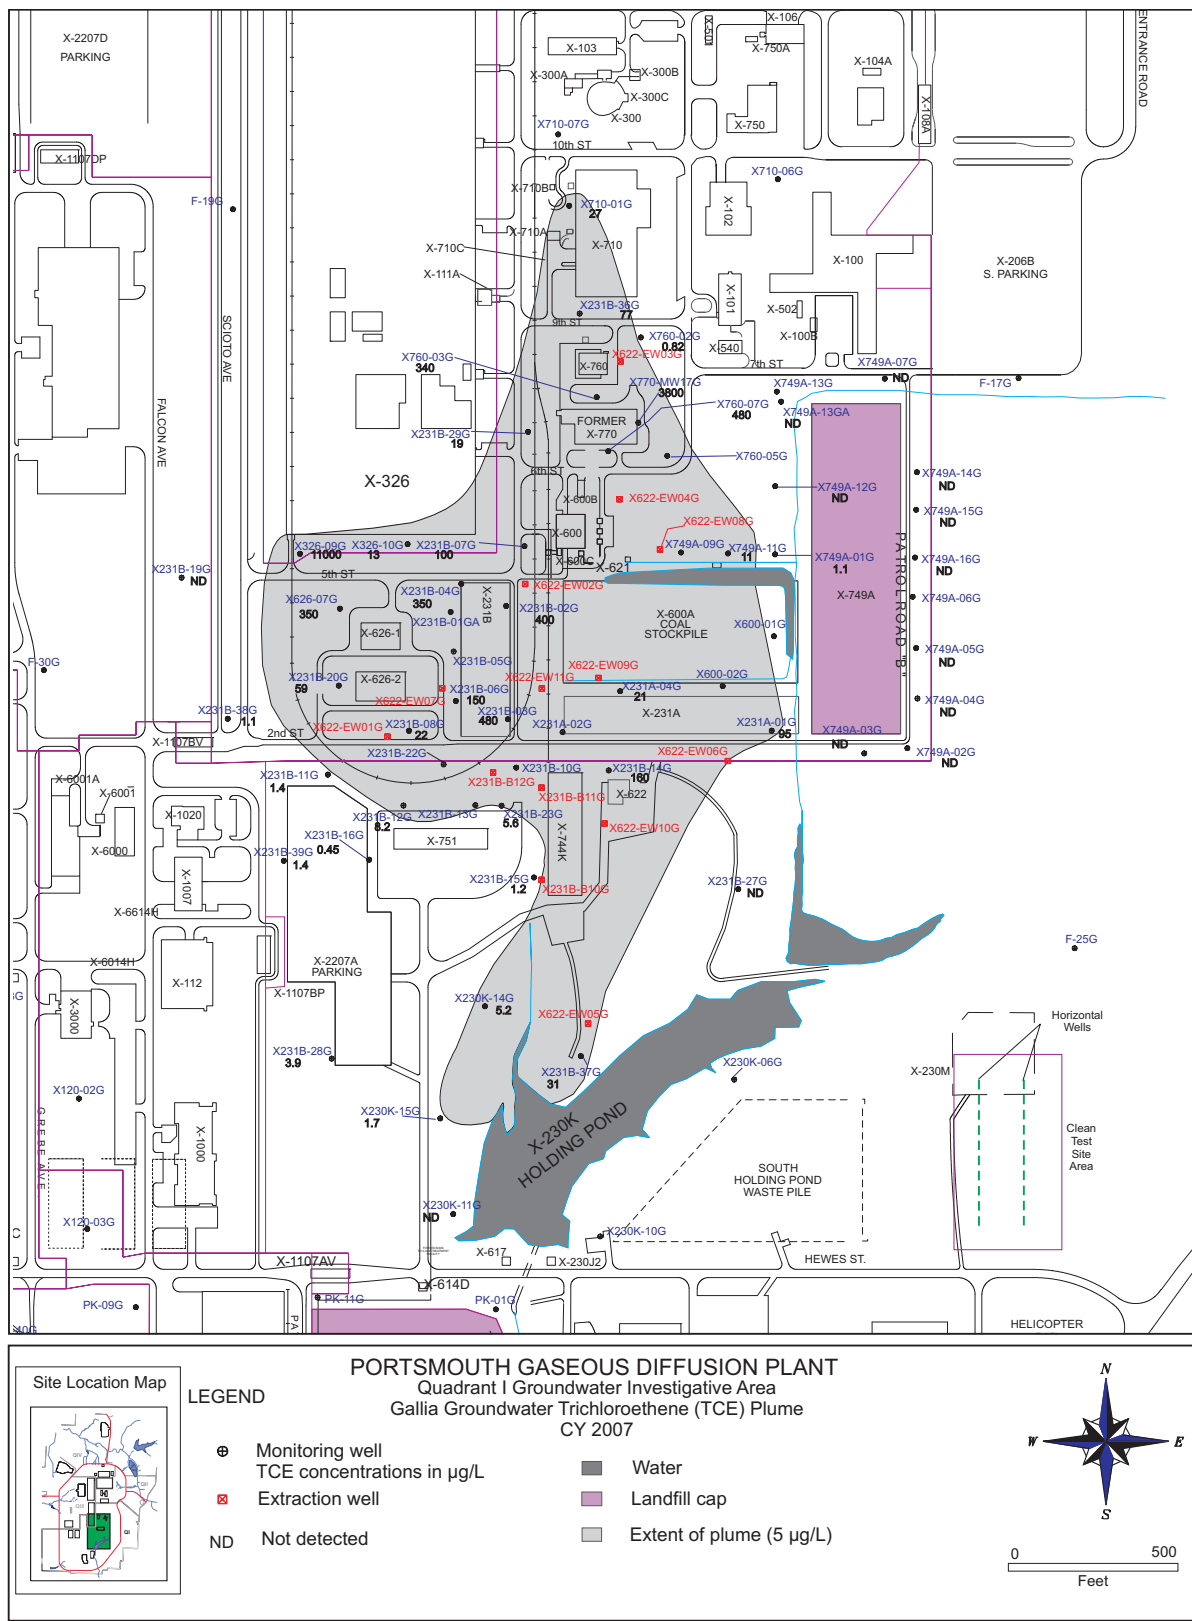 X-2207D
PARKING
X-103
X-501
X-106
X-750A
X-104A
ENTRANCE ROAD
X-300A
X-300B
X-300C
X-300
X-750
X-108A
X710-07G
10th ST
X-1107DP
X-710B
X710-06G
F-19G
X710-01G
27
X-102
X-710A
X-710
X-710C
X-100
X-206B
S. PARKING
X-111A
X-101
X-502
X231B-36G
77
9th ST
X-100B
SCIOTO AVE
X760-02G
0.82
X-540
7th ST
X760-03G
340
X622-EW03G
X-760
X749A-07G
ND
F-17G
X770-MW17G
3800
X749A-13G
X760-07G
480
X749A-13GA
ND
FALCON AVE
FORMER
X-770
X231B-29G
19
X760-05G
6th ST
X749A-14G
ND
X-326
X749A-12G
ND
X-600B
X622-EW04G
X749A-15G
ND
X622-EW08G
X-600
X326-09G
11000
X326-10G
13
X231B-07G
100
X749A-09G
X749A-11G
11
X749A-01G
1.1
X749A-16G
ND
X-600C
X-621
5th ST
X231B-19G
ND
X622-EW02G
X-749A
PATROL ROAD "B"
X749A-06G
X626-07G
350
X231B-04G
350
X-231B
X231B-02G
400
X-600A
COAL
STOCKPILE
X231B-01GA
X600-01G
X-626-1
X749A-05G
ND
F-30G
X231B-05G
X622-EW09G
X600-02G
X231B-20G
59
X-626-2
X231B-06G
150
X622-EW11G
X231A-04G
21
X622-EW07G
X749A-04G
ND
X231B-38G
1.1
X231B-03G
480
X-231A
2nd ST
X622-EW01G
X231B-08G
22
X231A-02G
X231A-01G
95
X749A-03G
ND
X-1107BV
X231B-22G
X622-EW06G
X749A-02G
ND
X-6001A
X231B-11G
1.4
X231B-10G
X231B-14G
160
X231B-B12G
X-6001
X231B-B11G
X-622
X-1020
X231B-12G
8.2
X231B-13G
X231B-23G
5.6
X622-EW10G
X231B-16G
0.45
X-751
X-744K
X-6000
X231B-39G
1.4
X-1007
X231B-15G
1.2
X231B-B10G
X231B-27G
ND
X-6614H
F-25G
X-6014H
X-2207A
PARKING
X-112
X-1107BP
X-3000
X230K-14G
5.2
X622-EW05G
Horizontal
Wells
X231B-28G
3.9
X231B-37G
31
X230K-06G
X-230M
X120-02G
X230K-15G
1.7
X-230K
HOLDING POND
GREBE AVE
X-1000
Clean
Test
Site
Area
SOUTH
HOLDING POND
WASTE PILE
X230K-11G
ND
X120-03G
X230K-10G
X-617
X-230J2
HEWES ST.
X-1107AV
X-614D
PK-09G
PK-11G
PK-01G
40G
HELICOPTER
Site Location Map
LEGEND
PORTSMOUTH GASEOUS DIFFUSION PLANT
Quadrant I Groundwater Investigative Area
Gallia Groundwater Trichloroethene (TCE) Plume
CY 2007
Monitoring well
TCE concentrations in µg/L
Extraction well
ND Not detected
Water
Landfill cap
Extent of plume (5 µg/L)
N
W
E
S
0 500
Feet